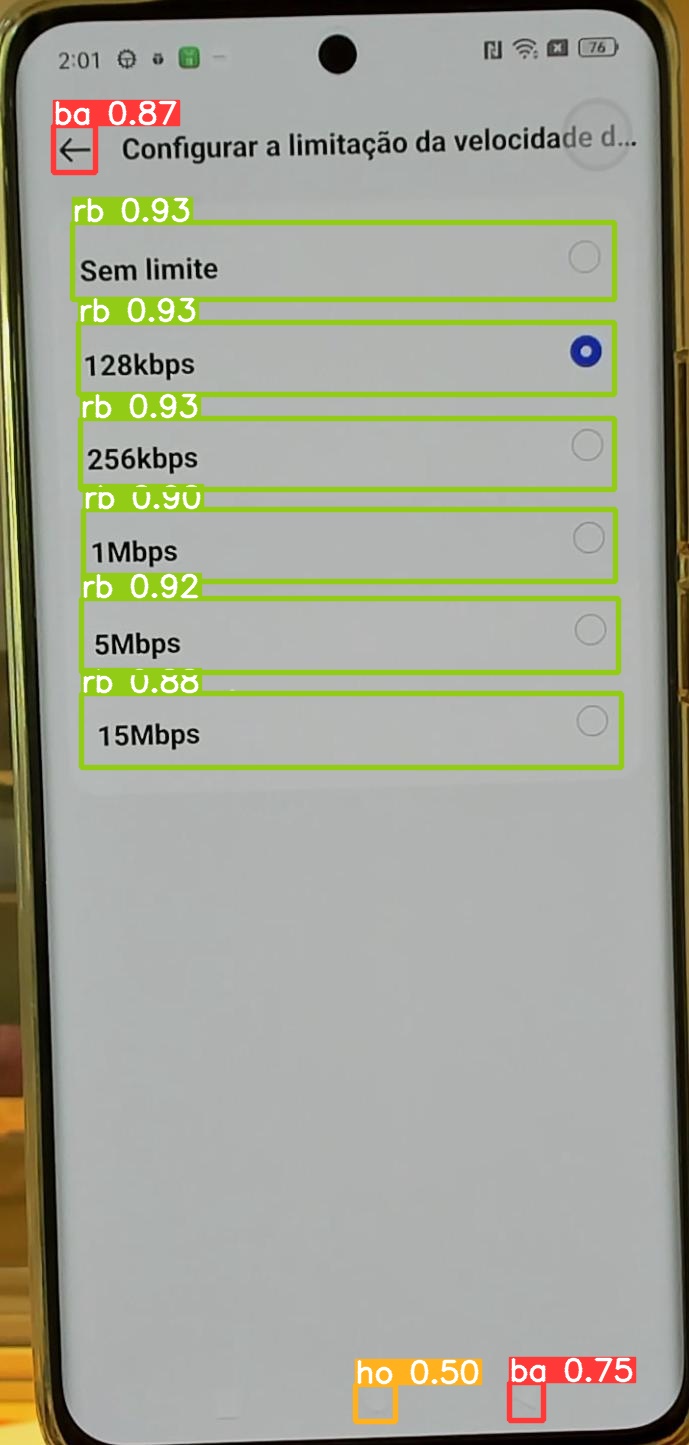 2:01 76
ba 0.87
Configurar a limitação da velocidade d...
rb 0.93
Sem limite
rb 0.93
128kbps
rb 0.93
256kbps
rb 0.90
1Mbps
rb 0.92
5Mbps
rb 0.88
15Mbps
ho 0.50 ba 0.75